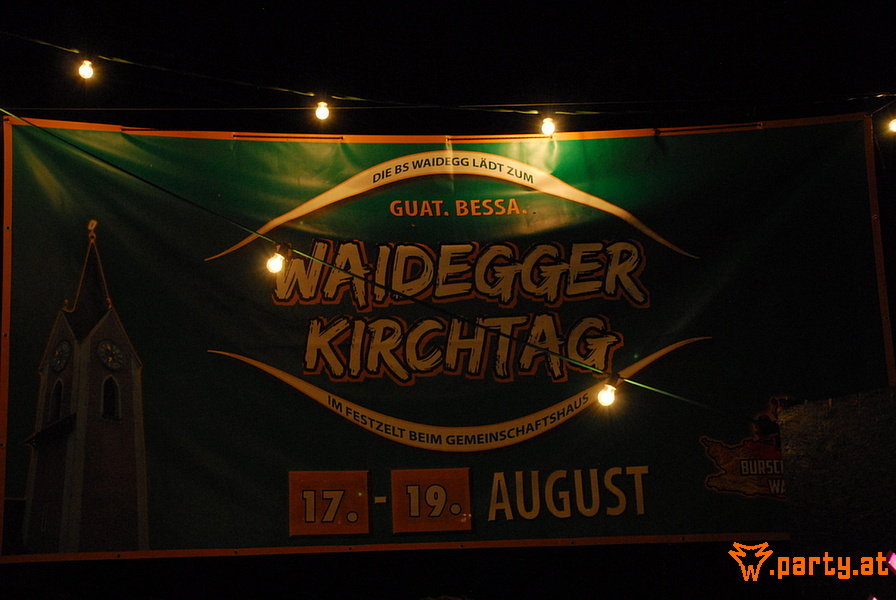 DIE BS WAIDEGG LÄDT ZUM
GUAT. BESSA.
WAIDEGGER
KIRCHTAG
IM FESTZELT BEIM GEMEINSCHAFTSHAUS
17. - 19. AUGUST
W.party.at